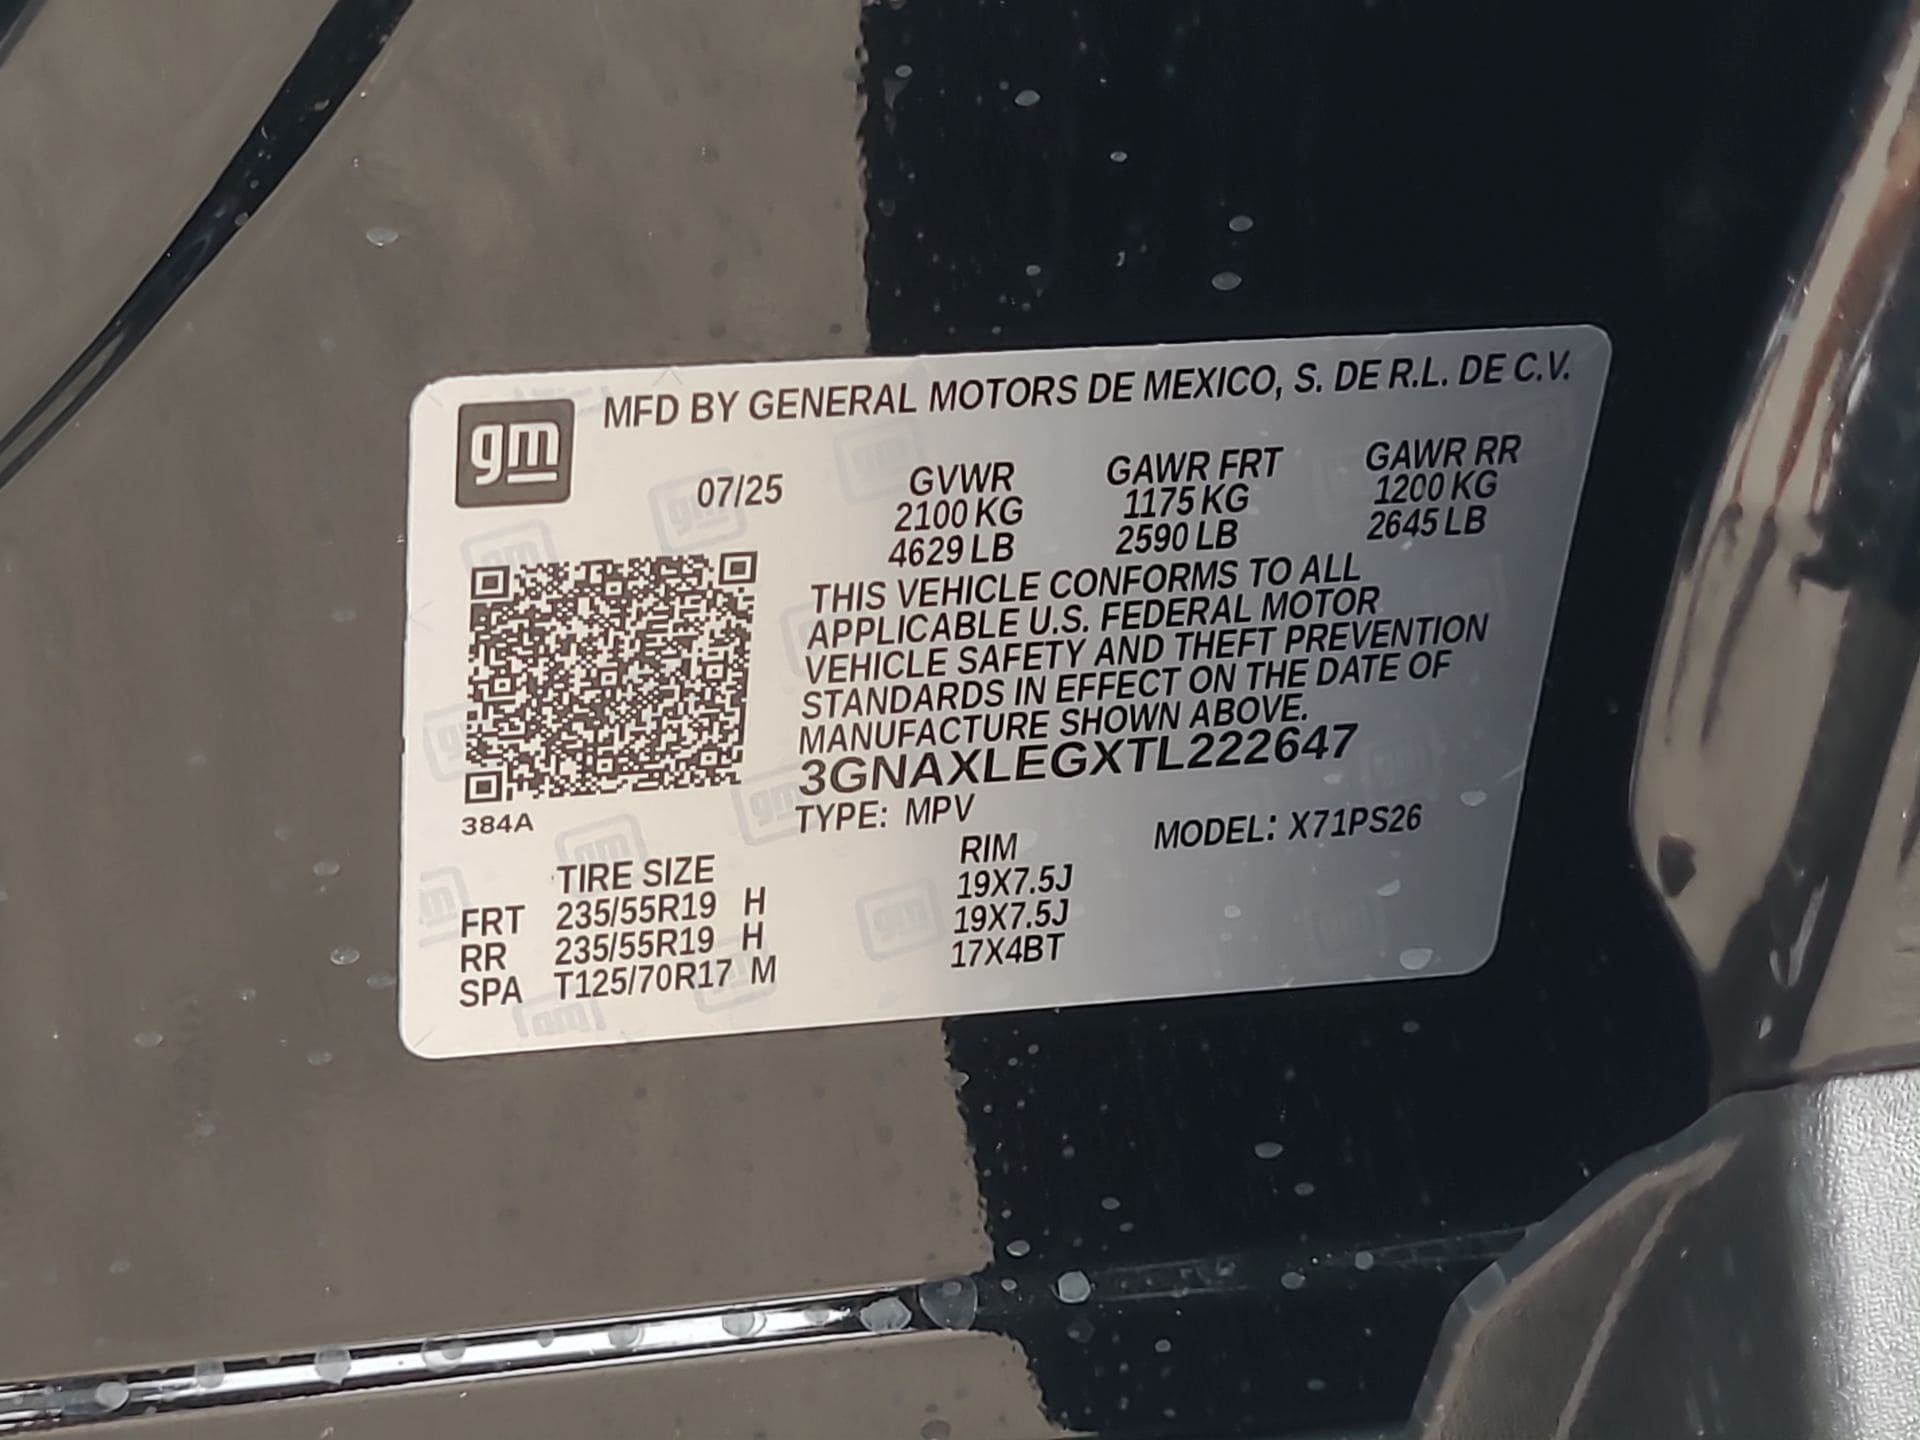 gm
MFD BY GENERAL MOTORS DE MEXICO, S. DE R.L. DE C.V.
07/25
GVWR GAWR FRT GAWR RR
2100 KG 1175 KG 1200 KG
4629 LB 2590 LB 2645 LB
THIS VEHICLE CONFORMS TO ALL
APPLICABLE U.S. FEDERAL MOTOR
VEHICLE SAFETY AND THEFT PREVENTION
STANDARDS IN EFFECT ON THE DATE OF
MANUFACTURE SHOWN ABOVE.
3GNAXLEGXTL222647
384A
TYPE: MPV
MODEL: X71PS26
TIRE SIZE RIM
FRT 235/55R19 H 19X7.5J
RR 235/55R19 H 19X7.5J
SPA T125/70R17 M 17X4BT